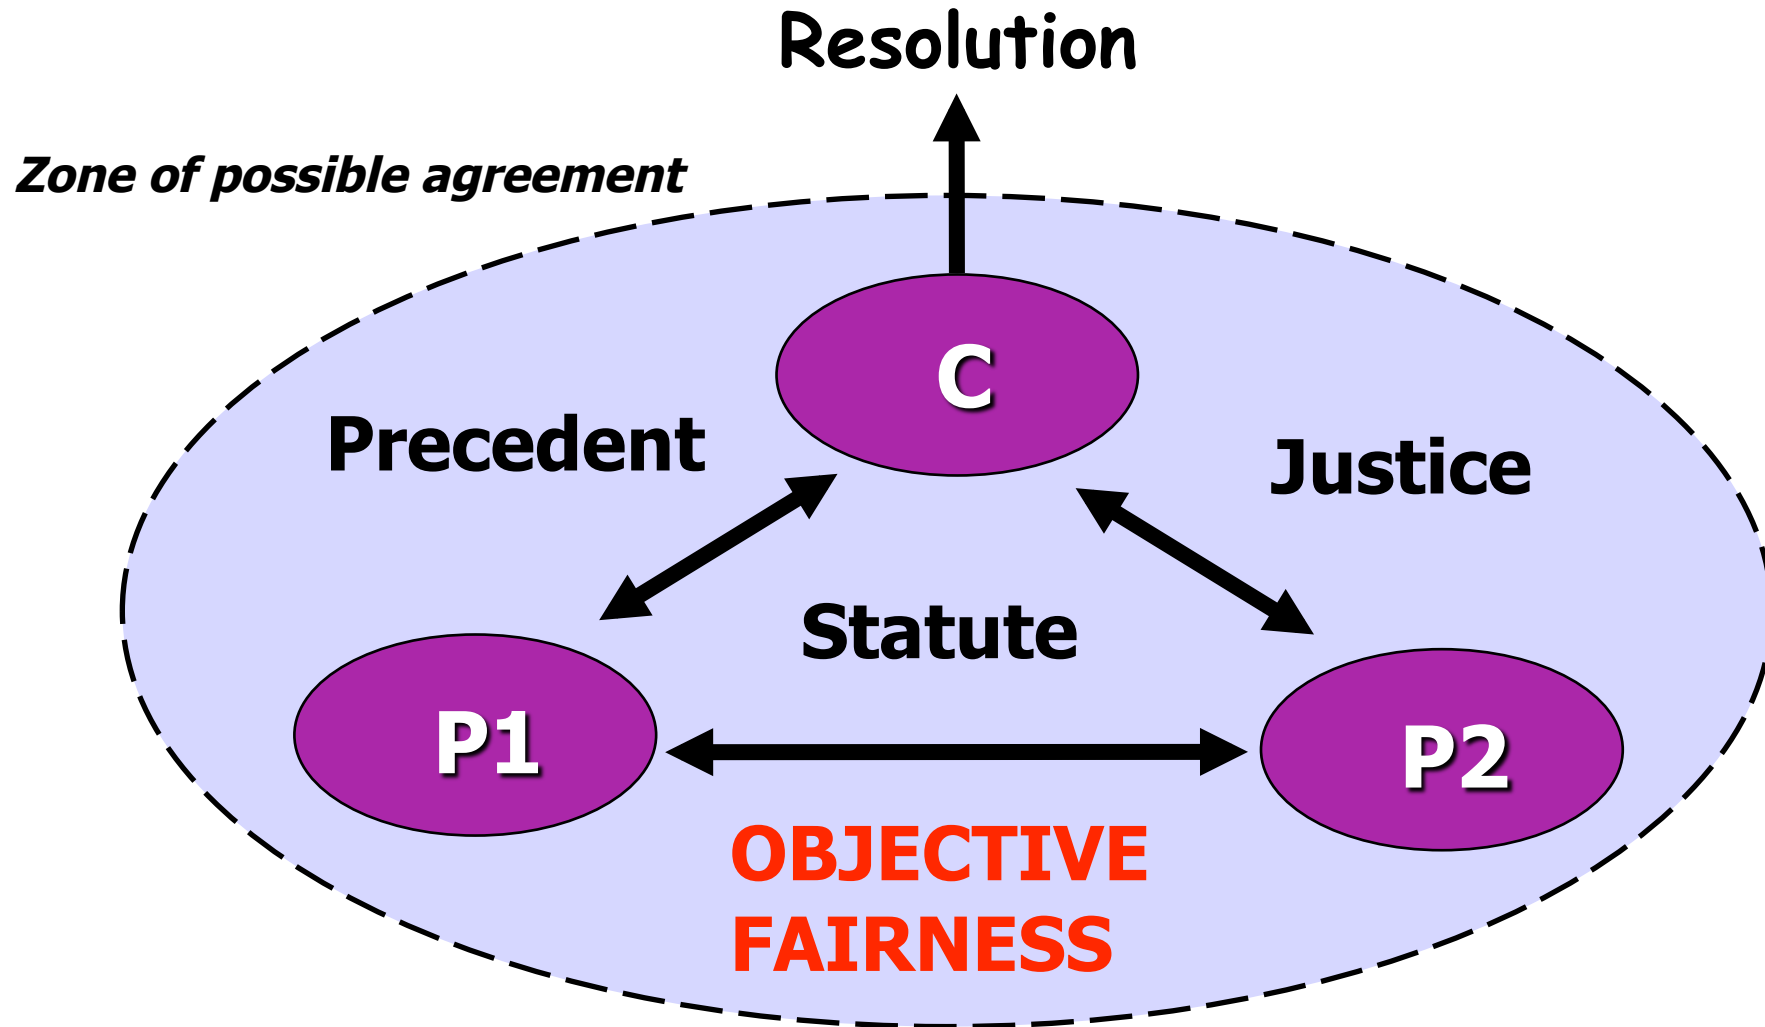 Resolution
Zone of possible agreement
C
Precedent
Justice
Statute
P1
P2
OBJECTIVE
FAIRNESS